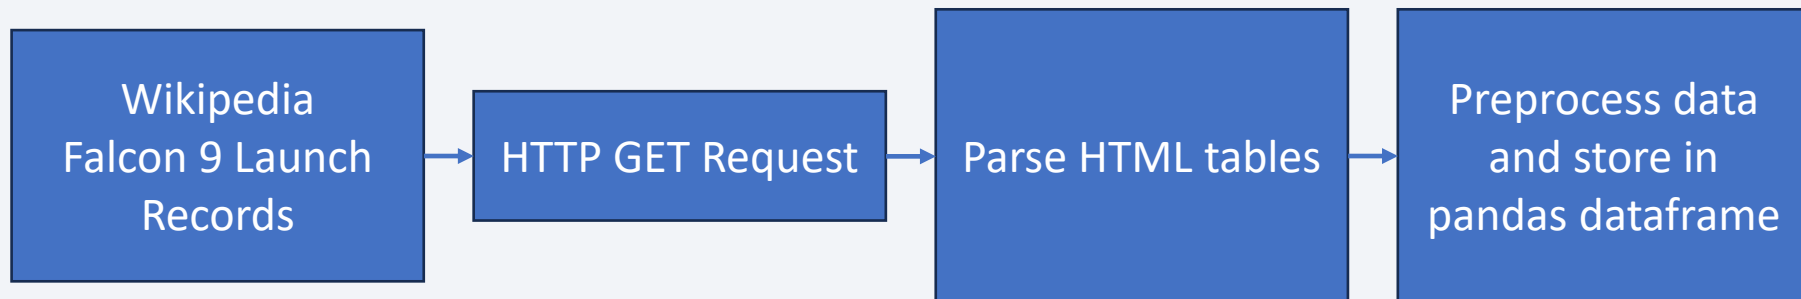 Wikipedia
Falcon 9 Launch
Records
HTTP GET Request
Parse HTML tables
Preprocess data
and store in
pandas dataframe